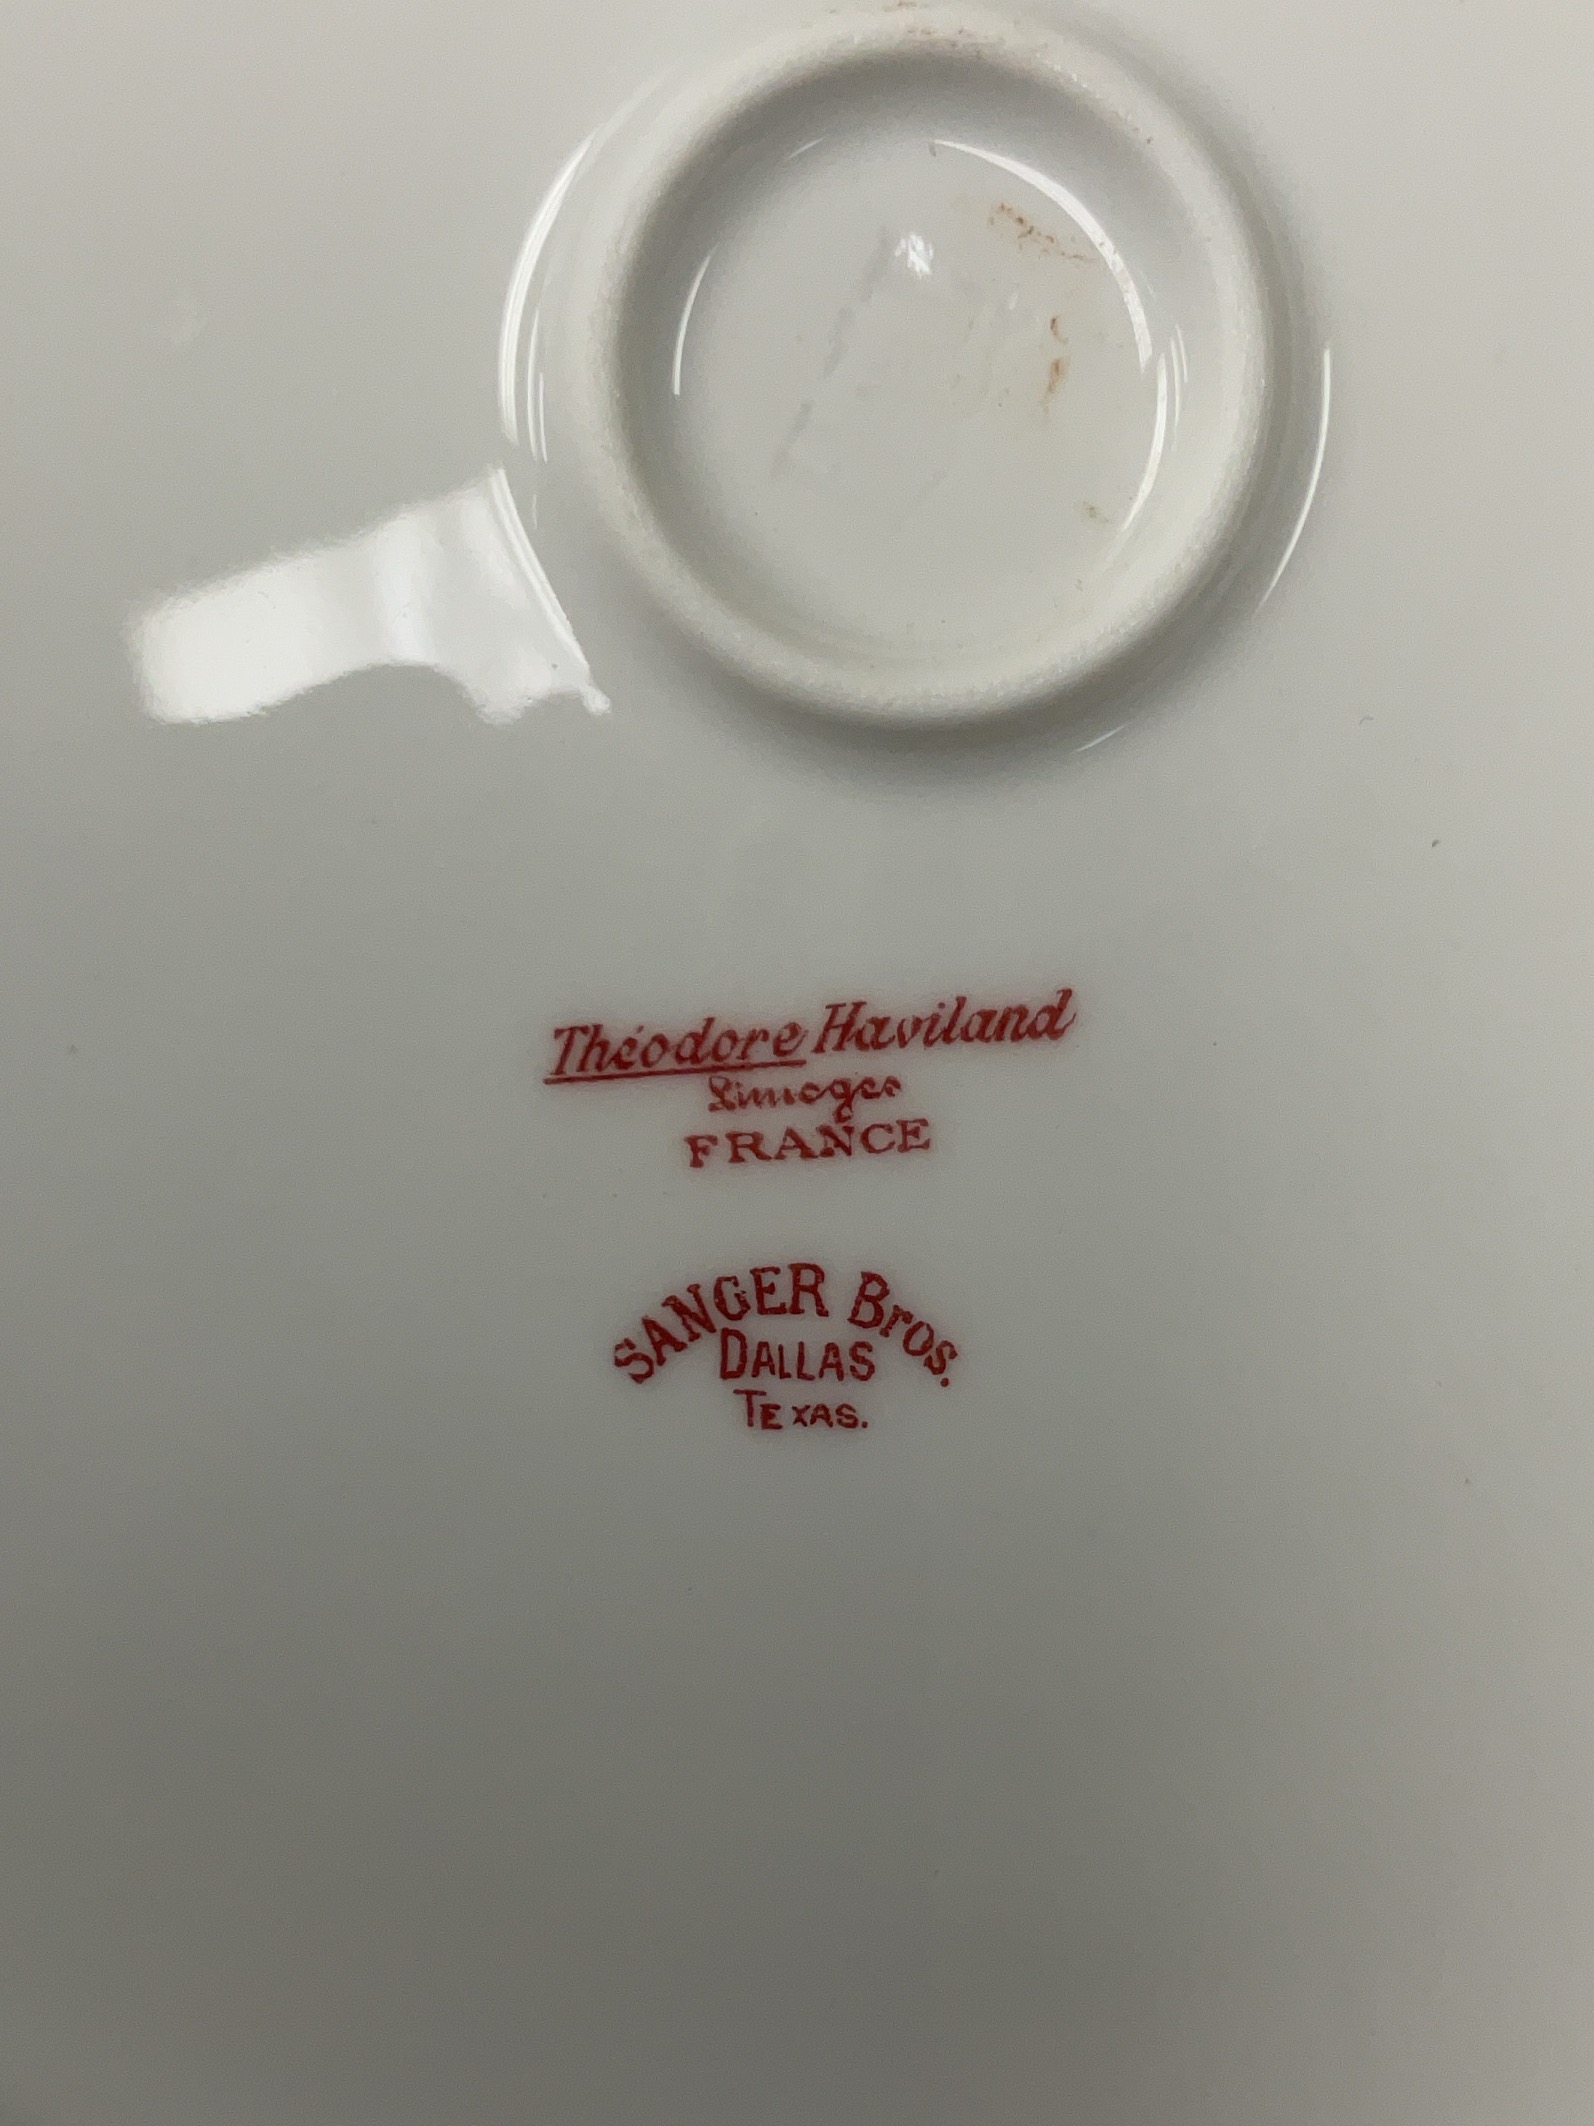 Théodore Haviland
Limoges
FRANCE
SANGER Bros.
DALLAS
TEXAS.